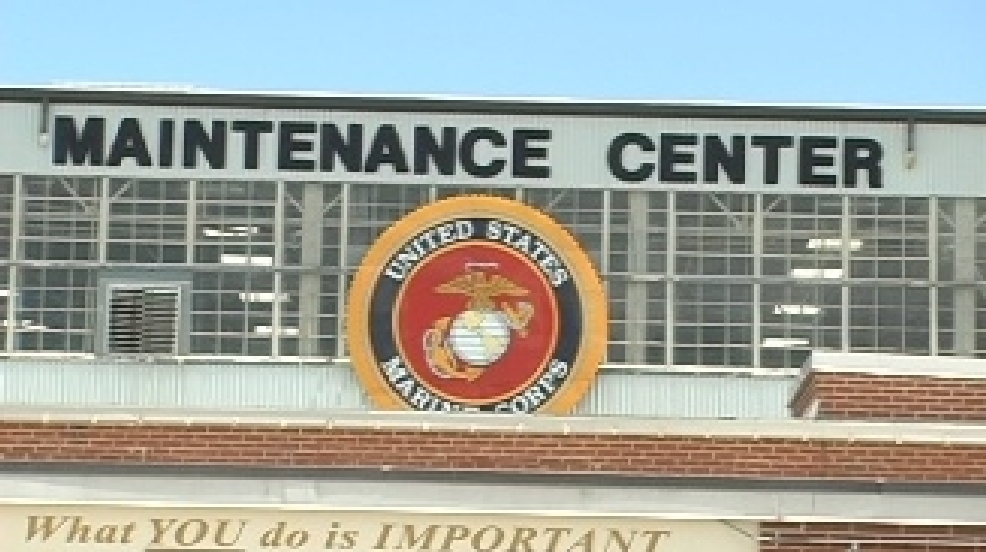 MAINTENANCE CENTER
UNITED STATES
MARINE CORPS
What YOU do is IMPORTANT